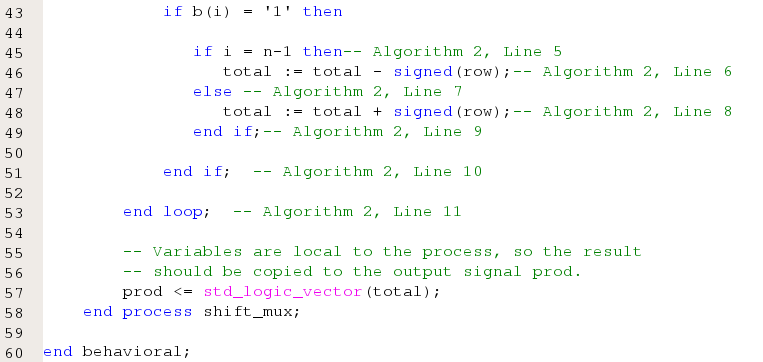 43 if b(i) = '1' then
44
45 if i = n-1 then-- Algorithm 2, Line 5
46 total := total - signed(row);-- Algorithm 2, Line 6
47 else -- Algorithm 2, Line 7
48 total := total + signed(row);-- Algorithm 2, Line 8
49 end if;-- Algorithm 2, Line 9
50
51 end if;  -- Algorithm 2, Line 10
52
53 end loop;  -- Algorithm 2, Line 11
54
55 -- Variables are local to the process, so the result
56 -- should be copied to the output signal prod.
57 prod <= std_logic_vector(total);
58 end process shift_mux;
59
60 end behavioral;